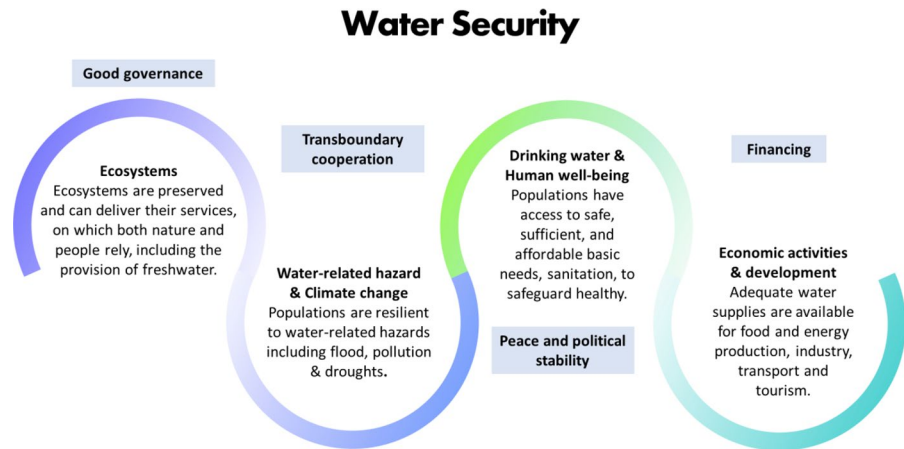 Water Security
Good governance
Ecosystems
Ecosystems are preserved
and can deliver their services,
on which both nature and
people rely, including the
provision of freshwater.
Transboundary
cooperation
Water-related hazard
& Climate change
Populations are resilient
to water-related hazards
including flood, pollution
& droughts.
Drinking water &
Human well-being
Populations have
access to safe,
sufficient, and
affordable basic
needs, sanitation, to
safeguard healthy.
Peace and political
stability
Financing
Economic activities
& development
Adequate water
supplies are available
for food and energy
production, industry,
transport and
tourism.